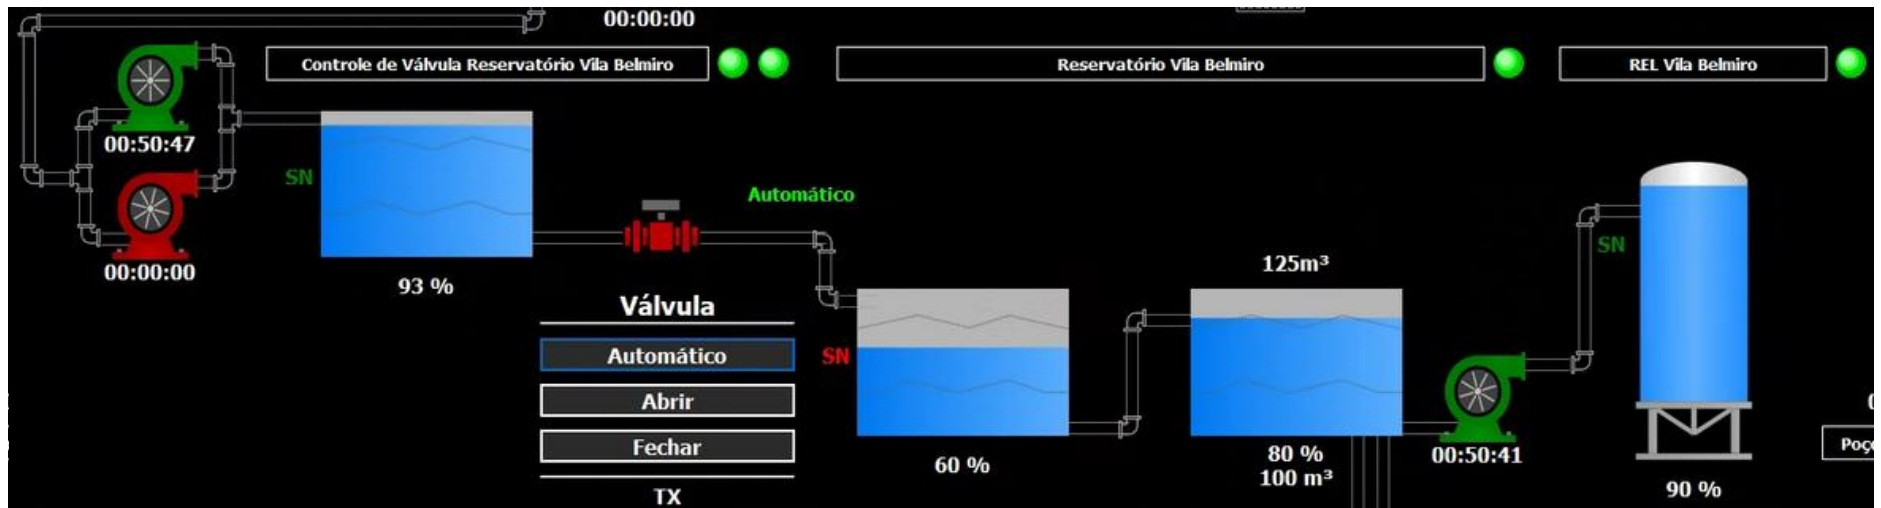 00:00:00
Controle de Válvula Reservatório Vila Belmiro
Reservatório Vila Belmiro
REL Vila Belmiro
00:50:47
SN
Automático
00:00:00
93 %
SN
125m³
Válvula
Automático
SN
Abrir
Fechar
60 %
80 %
100 m³
00:50:41
TX
90 %